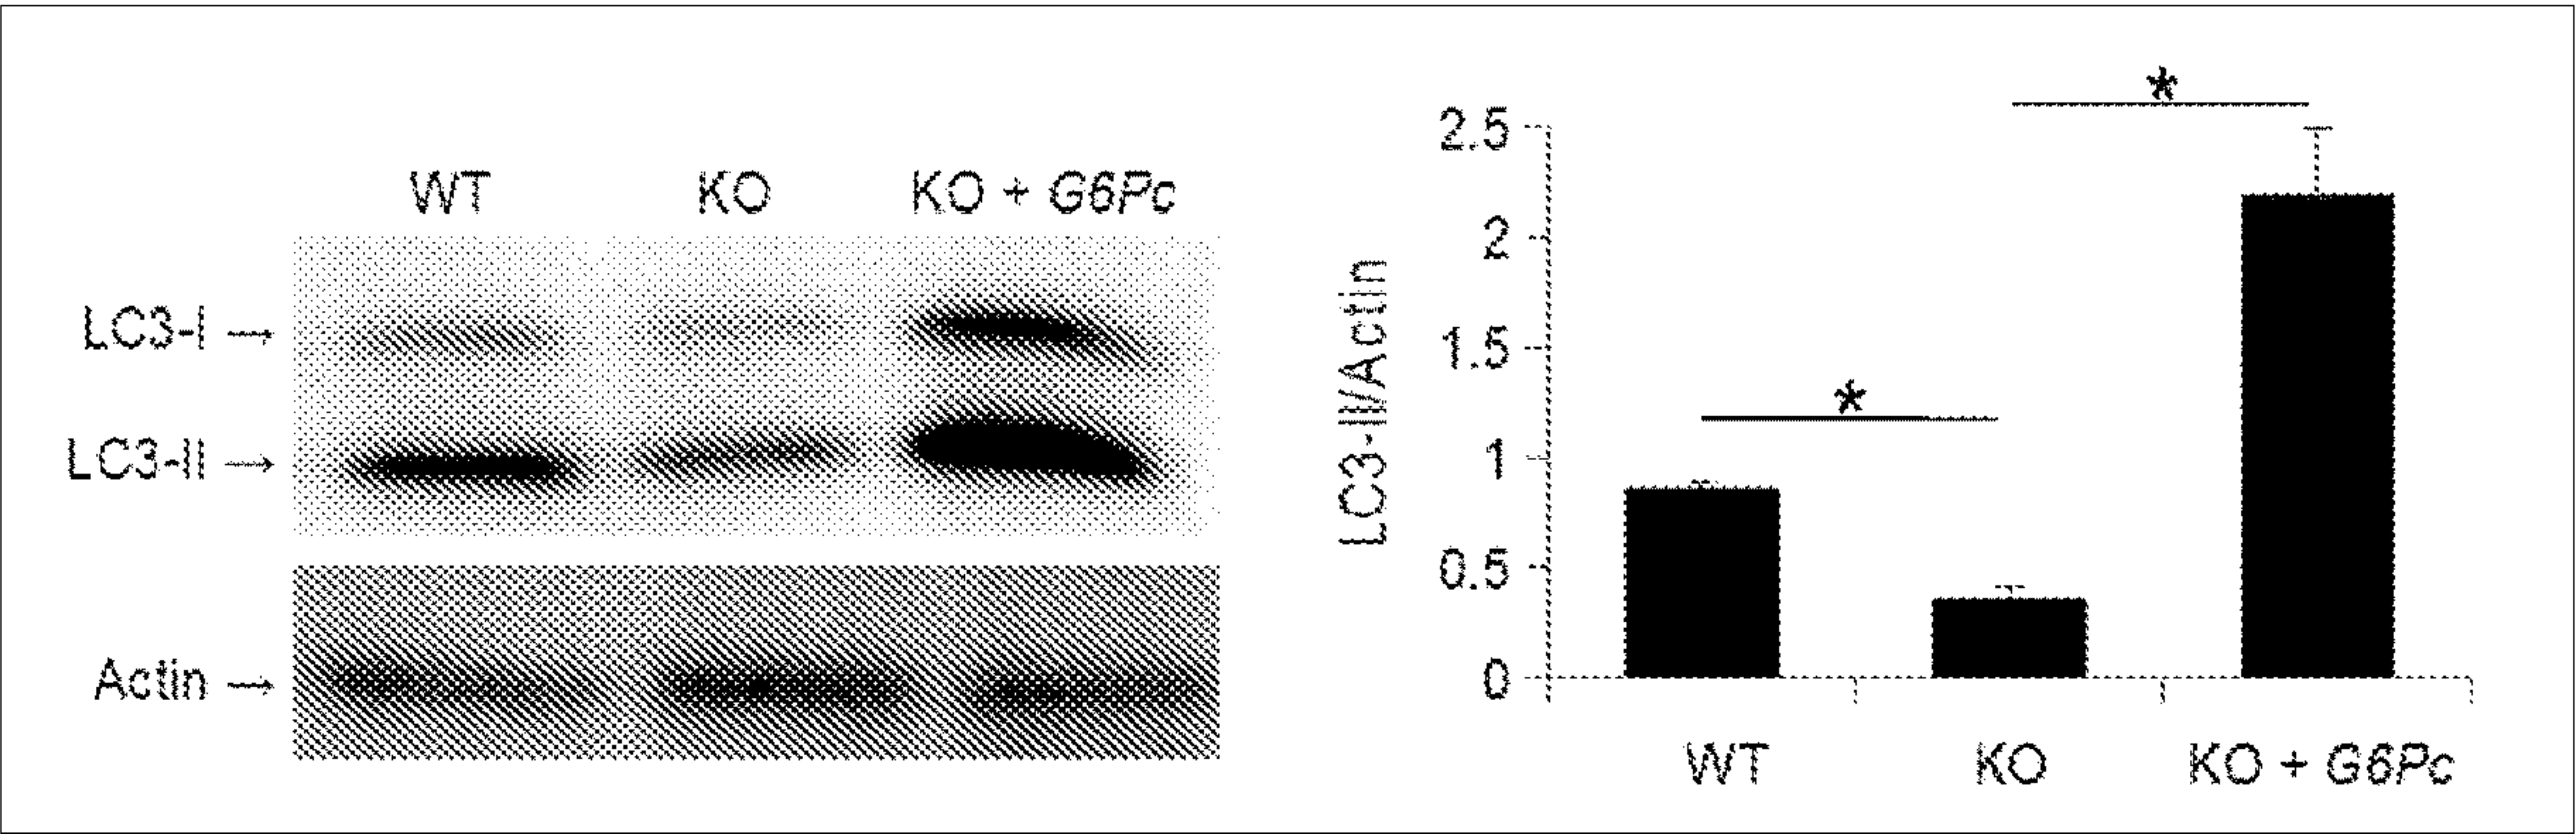 WT KO KO + G6Pc
LC3-I →
LC3-II →
Actin →
LC3-II/Actin
2.5
2
1.5
1
0.5
0
*
*
WT KO KO + G6Pc